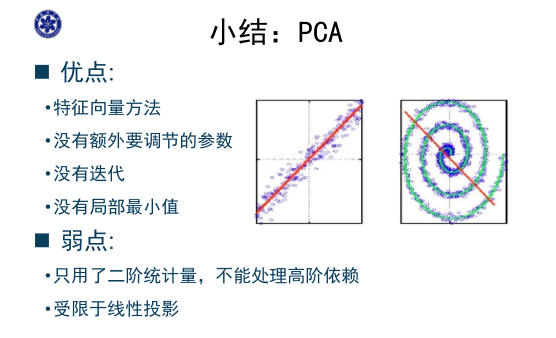 小结：PCA
■ 优点:
•特征向量方法
•没有额外要调节的参数
•没有迭代
•没有局部最小值
■ 弱点:
•只用了二阶统计量，不能处理高阶依赖
•受限于线性投影